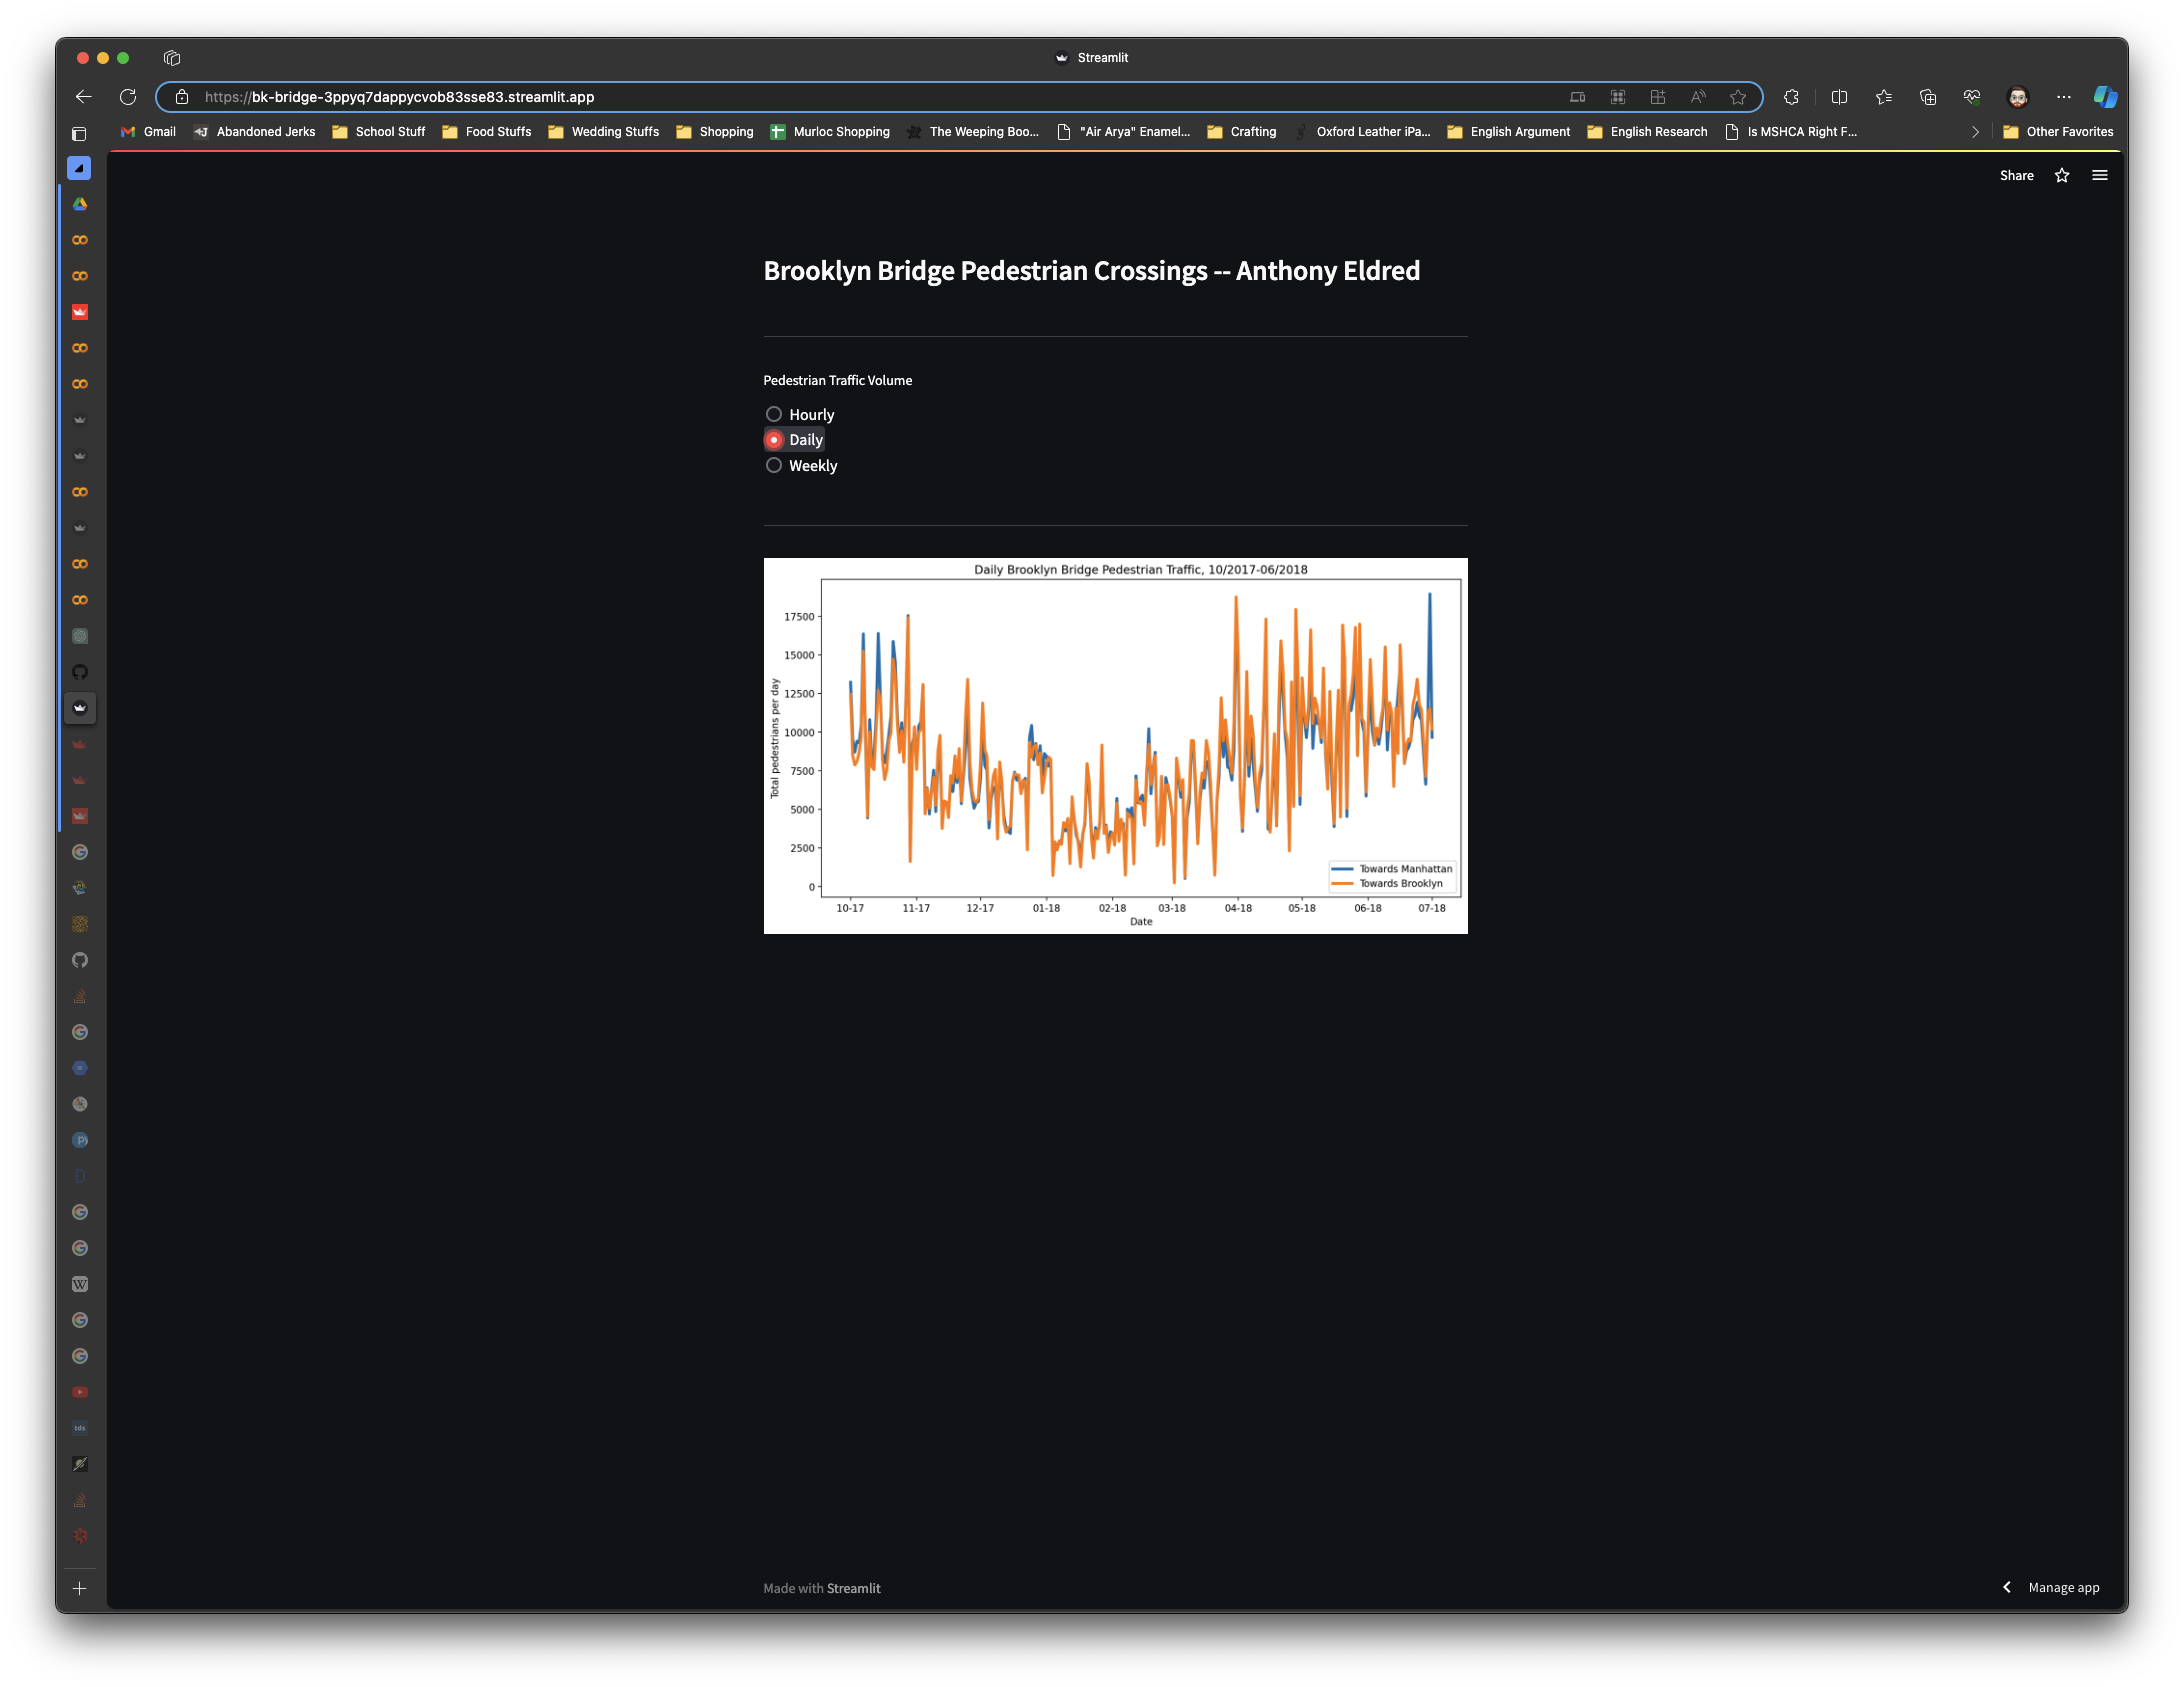 Streamlit
https://bk-bridge-3ppyq7dappycvob83sse83.streamlit.app
Gmail Abandoned Jerks School Stuff Food Stuffs Wedding Stuffs Shopping Murloc Shopping The Weeping Boo... "Air Arya" Enamel... Crafting Oxford Leather iPa... English Argument English Research Is MSHCA Right F... Other Favorites
Share
Brooklyn Bridge Pedestrian Crossings -- Anthony Eldred
Pedestrian Traffic Volume
Hourly
Daily
Weekly
Daily Brooklyn Bridge Pedestrian Traffic, 10/2017-06/2018
Total pedestrians per day
17500
15000
12500
10000
7500
5000
2500
0
Towards Manhattan
Towards Brooklyn
10-17 11-17 12-17 01-18 02-18 03-18 04-18 05-18 06-18 07-18
Date
W
tds
Made with Streamlit
Manage app